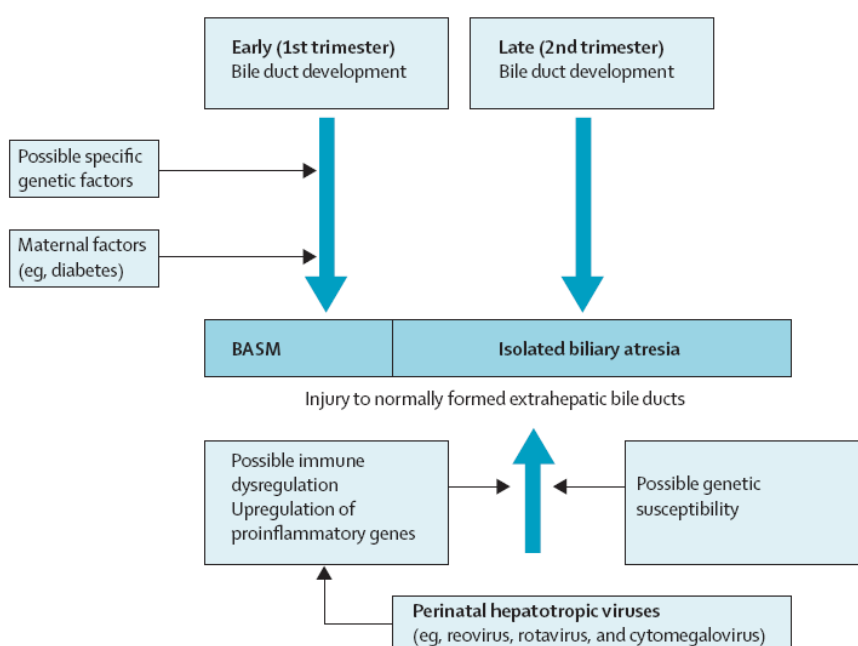 Early (1st trimester)
Bile duct development
Late (2nd trimester)
Bile duct development
Possible specific
genetic factors
Maternal factors
(eg, diabetes)
BASM
Isolated biliary atresia
Injury to normally formed extrahepatic bile ducts
Possible immune
dysregulation
Upregulation of
proinflammatory genes
Possible genetic
susceptibility
Perinatal hepatotropic viruses
(eg, reovirus, rotavirus, and cytomegalovirus)